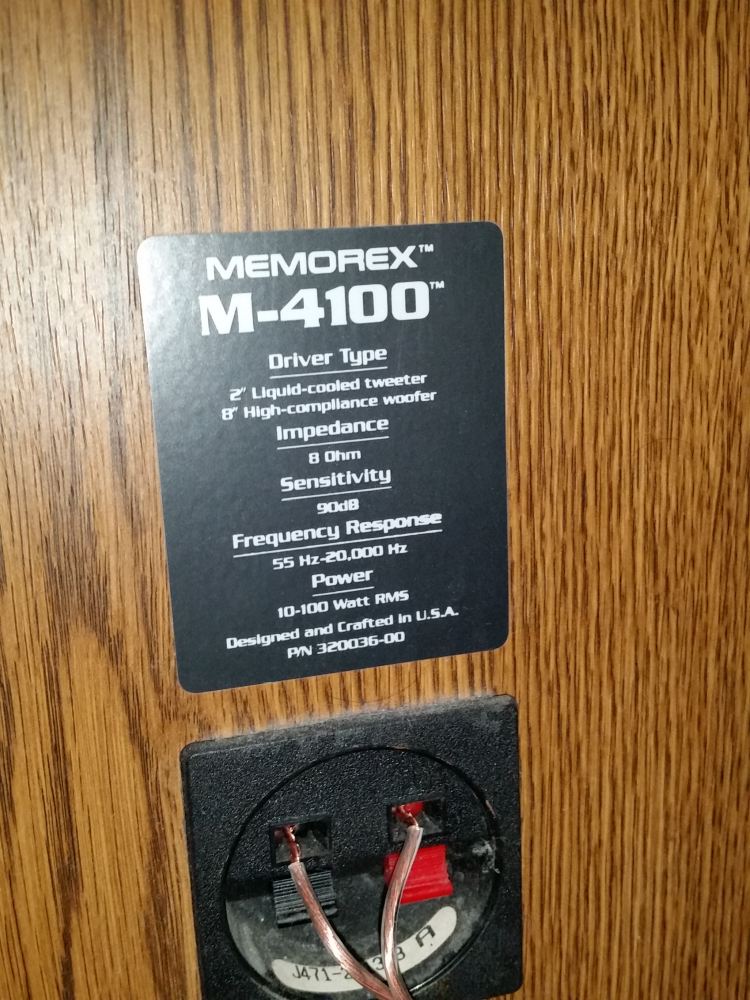 MEMOREX™
M-4100™
Driver Type
2" Liquid-cooled tweeter
8" High-compliance woofer
Impedance
8 Ohm
Sensitivity
90dB
Frequency Response
55 Hz-20,000 Hz
Power
10-100 Watt RMS
Designed and Crafted in U.S.A.
P/N 320036-00
A